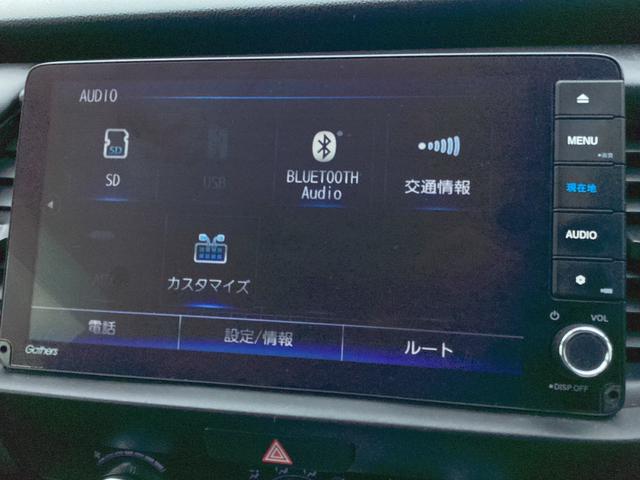 AUDIO
SD
SD
USB
BLUETOOTH
Audio
交通情報
カスタマイズ
電話
設定/情報
ルート
Gathers
MENU
現在地
AUDIO
VOL
DISP OFF